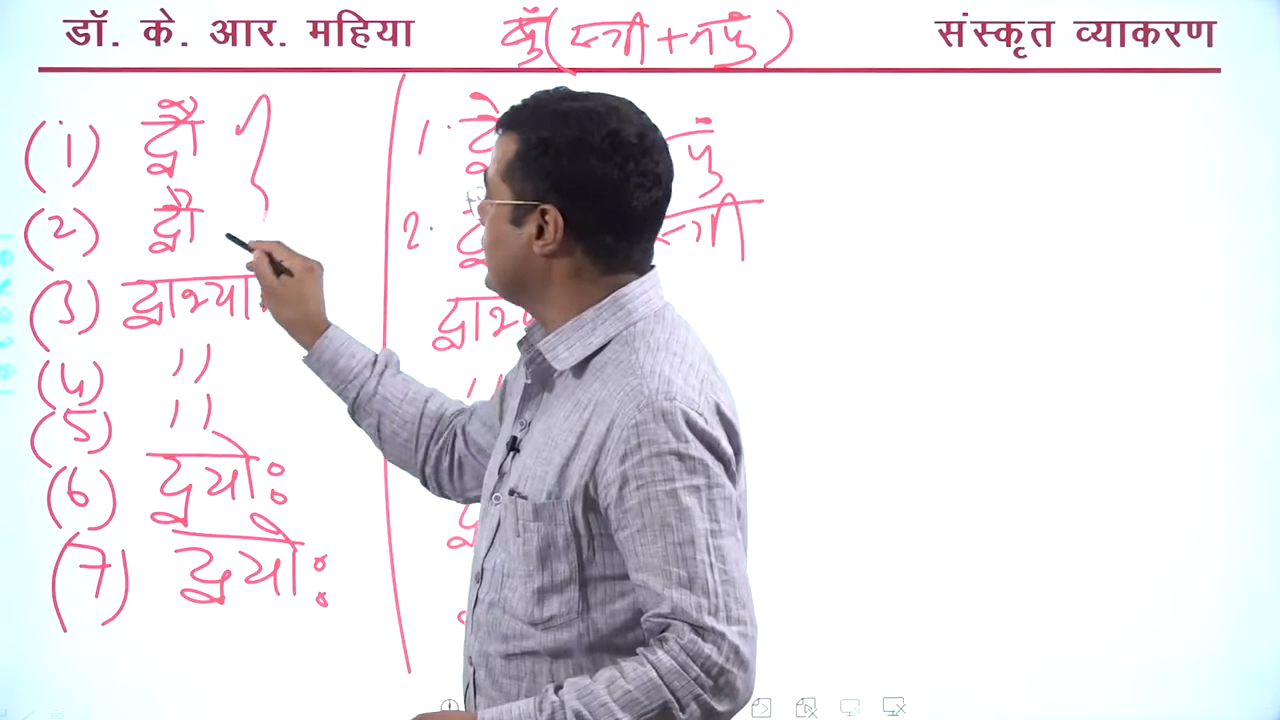 डॉ. के. आर. महिया
पुँ (स्त्री + नपुँ)
संस्कृत व्याकरण
(1) द्वौ
(2) द्वौ
(3) द्वाभ्या
(4) ''
(5) ''
(6) द्वयोः
(7) द्वयोः
1. द्वे
पुँ
2.
स्त्री
द्वाभ्
''